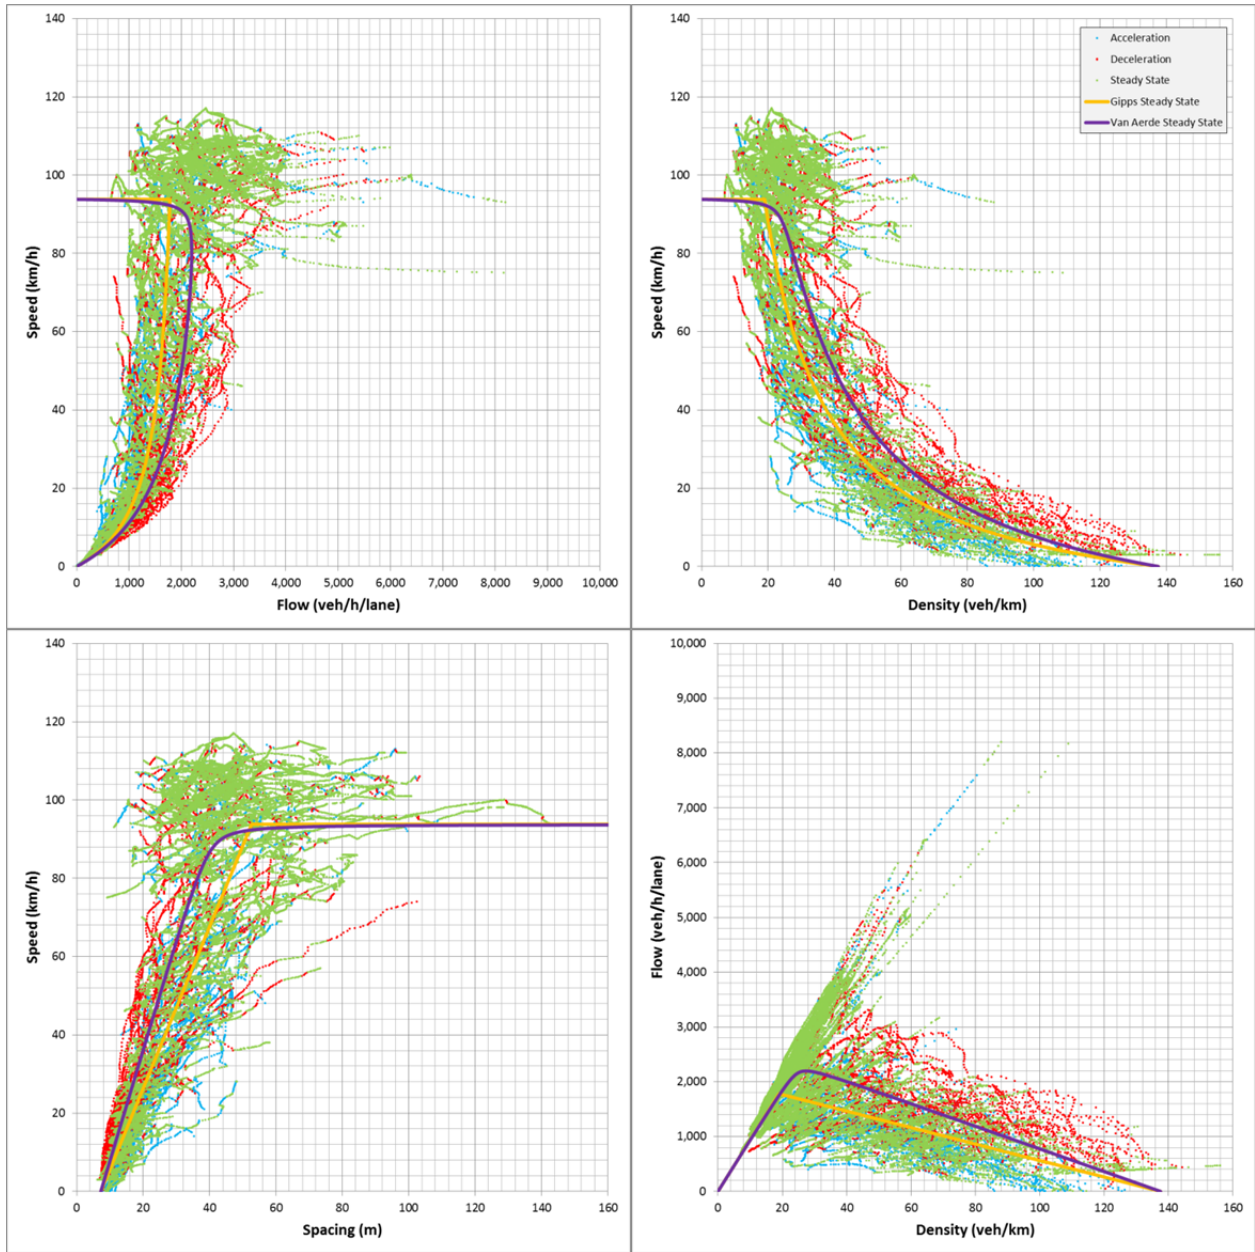 140
120
100
80
60
40
20
0
Speed (km/h)
0 1,000 2,000 3,000 4,000 5,000 6,000 7,000 8,000 9,000 10,000
Flow (veh/h/lane)
140
120
100
80
60
40
20
0
Speed (km/h)
Acceleration
Deceleration
Steady State
Gipps Steady State
Van Aerde Steady State
0 20 40 60 80 100 120 140 160
Density (veh/km)
140
120
100
80
60
40
20
0
Speed (km/h)
0 20 40 60 80 100 120 140 160
Spacing (m)
10,000
9,000
8,000
7,000
6,000
5,000
4,000
3,000
2,000
1,000
0
Flow (veh/h/lane)
0 20 40 60 80 100 120 140 160
Density (veh/km)